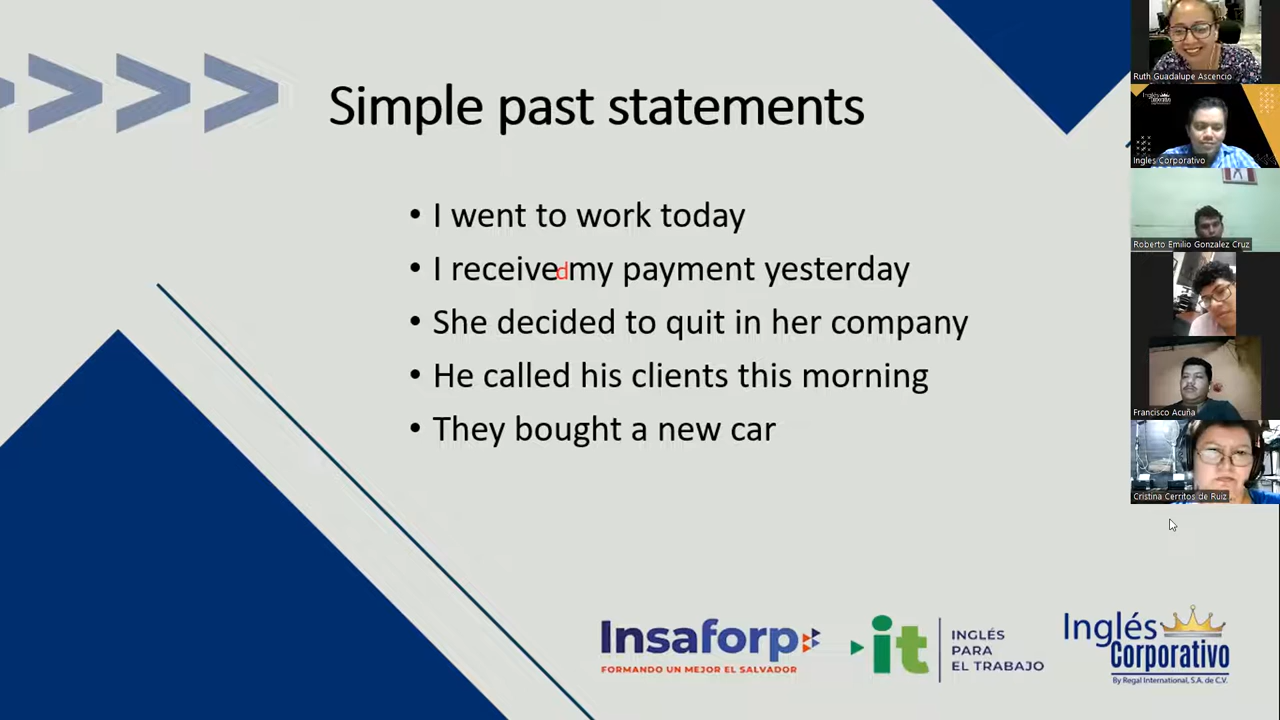 Simple past statements
• I went to work today
• I received my payment yesterday
• She decided to quit in her company
• He called his clients this morning
• They bought a new car
Insaforp
FORMANDO UN MEJOR EL SALVADOR
it
INGLÉS
PARA
EL TRABAJO
Inglés
Corporativo
By Regal International, S.A. de C.V.
Ruth Guadalupe Ascencio
Inglés Corporativo
Ingles Corporativo
Roberto Emilio Gonzalez Cruz
Francisco Acuña
Cristina Cerritos de Ruiz